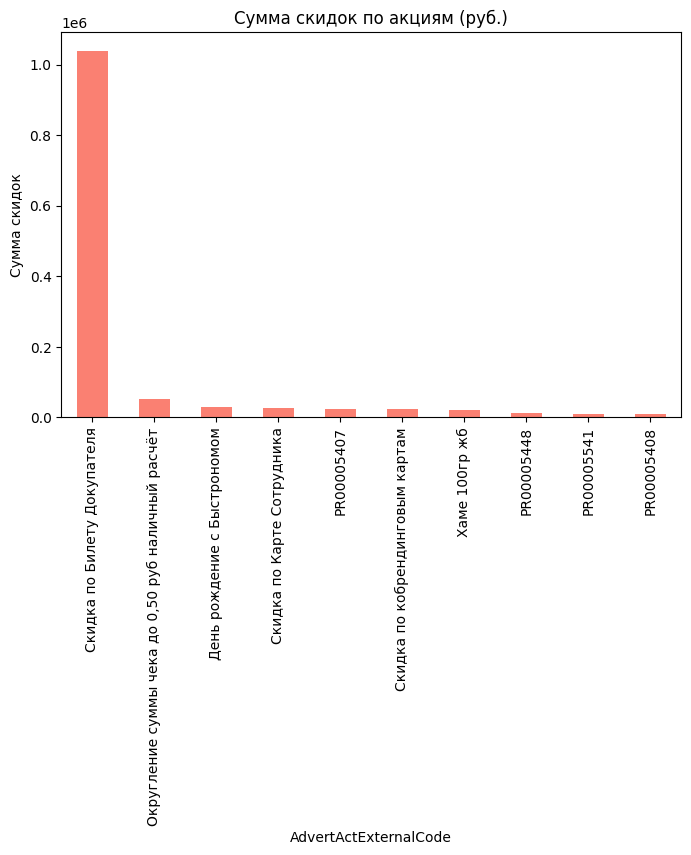 Сумма скидок по акциям (руб.)
1e6
1.0
0.8
0.6
0.4
0.2
0.0
Сумма скидок
Скидка по Билету Докупателя
Округление суммы чека до 0,50 руб наличный расчёт
День рождение с Быстрономом
Скидка по Карте Сотрудника
PR00005407
Скидка по кобрендинговым картам
Хаме 100гр жб
PR00005448
PR00005541
PR00005408
AdvertActExternalCode